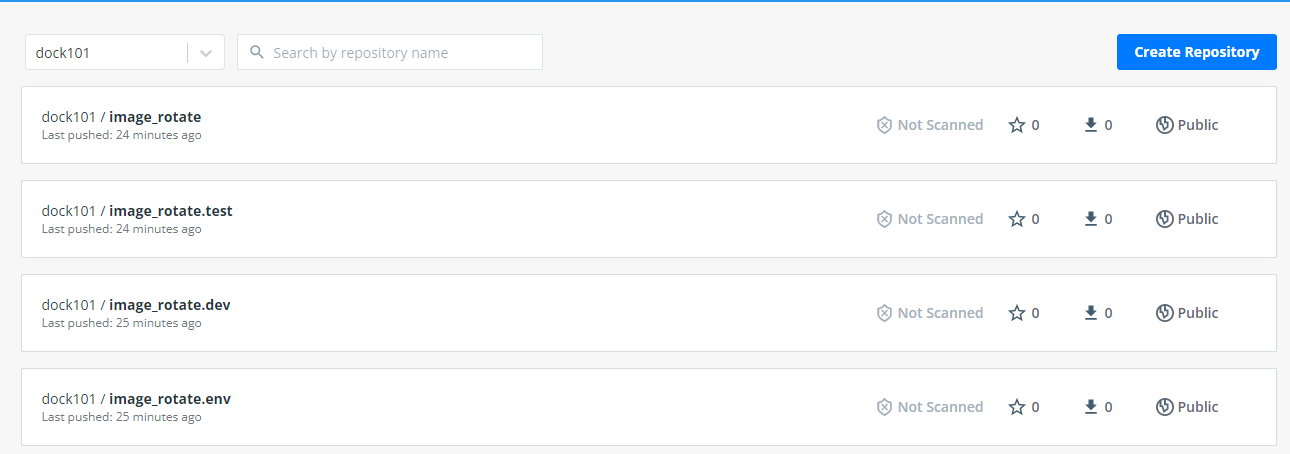 dock101
Search by repository name
Create Repository
dock101 / image_rotate
Last pushed: 24 minutes ago
Not Scanned 0 0 Public
dock101 / image_rotate.test
Last pushed: 24 minutes ago
Not Scanned 0 0 Public
dock101 / image_rotate.dev
Last pushed: 25 minutes ago
Not Scanned 0 0 Public
dock101 / image_rotate.env
Last pushed: 25 minutes ago
Not Scanned 0 0 Public